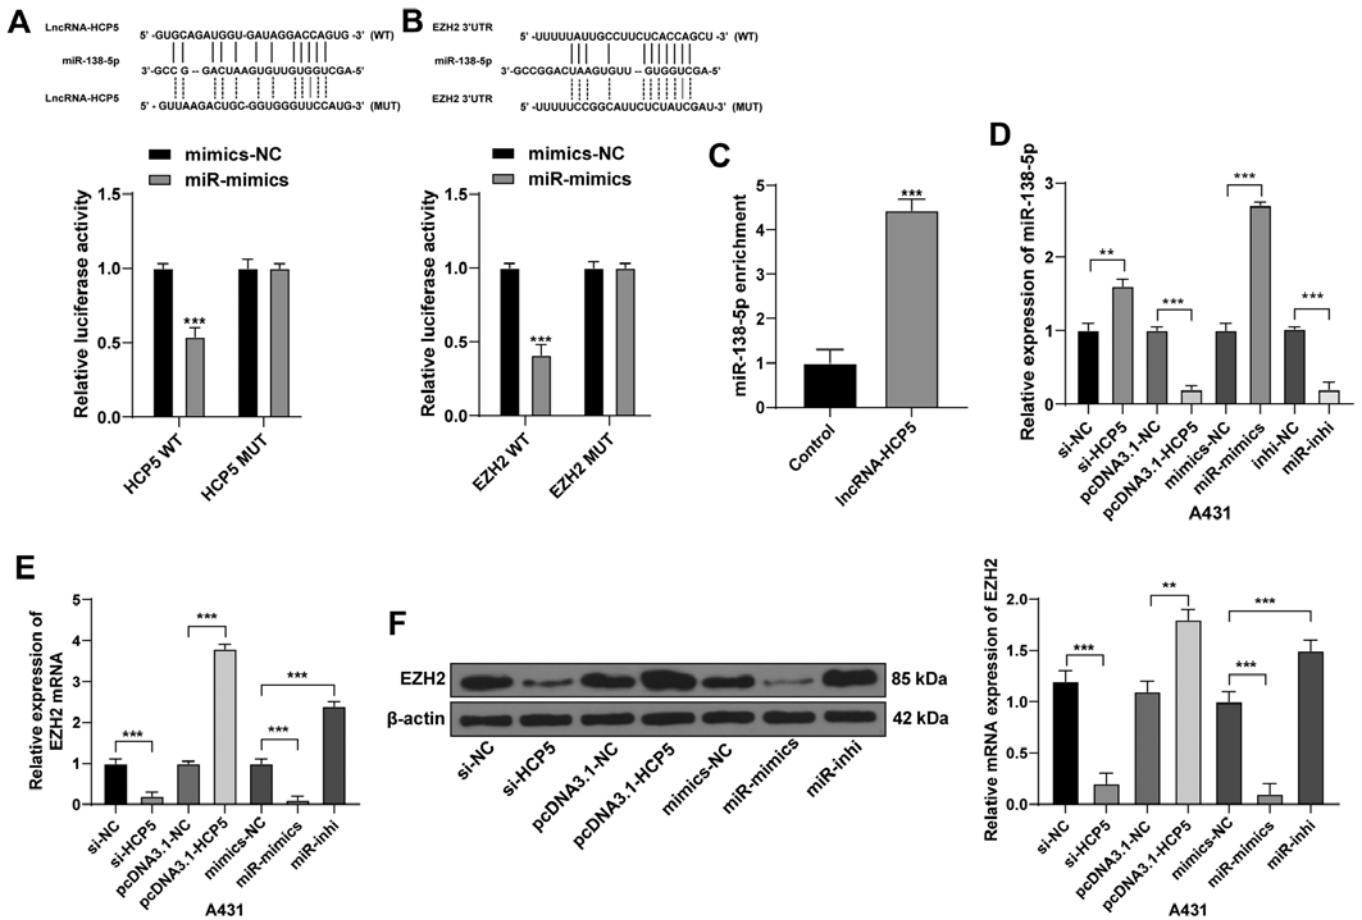 A
LncRNA-HCP5
5' -GUGCAGAUGGU-GAUAGGACCAGUG -3' (WT)
miR-138-5p
3'-GCC G -- GACUAAGUGUUGUGGUCGA-5'
LncRNA-HCP5
5' - GUUAAGACUGC-GGUGGGUUCCAUG-3' (MUT)
mimics-NC
miR-mimics
Relative luciferase activity
1.5
1.0
0.5
0.0
***
HCP5 WT
HCP5 MUT
B
EZH2 3'UTR
5' -UUUUUAUUGCCUUCUCACCAGCU -3' (WT)
miR-138-5p
3'-GCCGGACUAAGUGUU -- GUGGUCGA-5'
EZH2 3'UTR
5' -UUUUUCCGGCAUUCUCUAUCGAU-3' (MUT)
mimics-NC
miR-mimics
Relative luciferase activity
1.5
1.0
0.5
0.0
***
EZH2 WT
EZH2 MUT
C
miR-138-5p enrichment
5
4
3
2
1
0
***
Control
lncRNA-HCP5
D
Relative expression of miR-138-5p
3
2
1
0
**
***
***
***
si-NC
si-HCP5
pcDNA3.1-NC
pcDNA3.1-HCP5
mimics-NC
miR-mimics
inhi-NC
miR-inhi
A431
E
Relative expression of
EZH2 mRNA
5
4
3
2
1
0
***
***
***
***
si-NC
si-HCP5
pcDNA3.1-NC
pcDNA3.1-HCP5
mimics-NC
miR-mimics
miR-inhi
A431
F
EZH2
85 kDa
β-actin
42 kDa
si-NC
si-HCP5
pcDNA3.1-NC
pcDNA3.1-HCP5
mimics-NC
miR-mimics
miR-inhi
Relative mRNA expression of EZH2
2.0
1.5
1.0
0.5
0.0
***
**
***
***
si-NC
si-HCP5
pcDNA3.1-NC
pcDNA3.1-HCP5
mimics-NC
miR-mimics
miR-inhi
A431